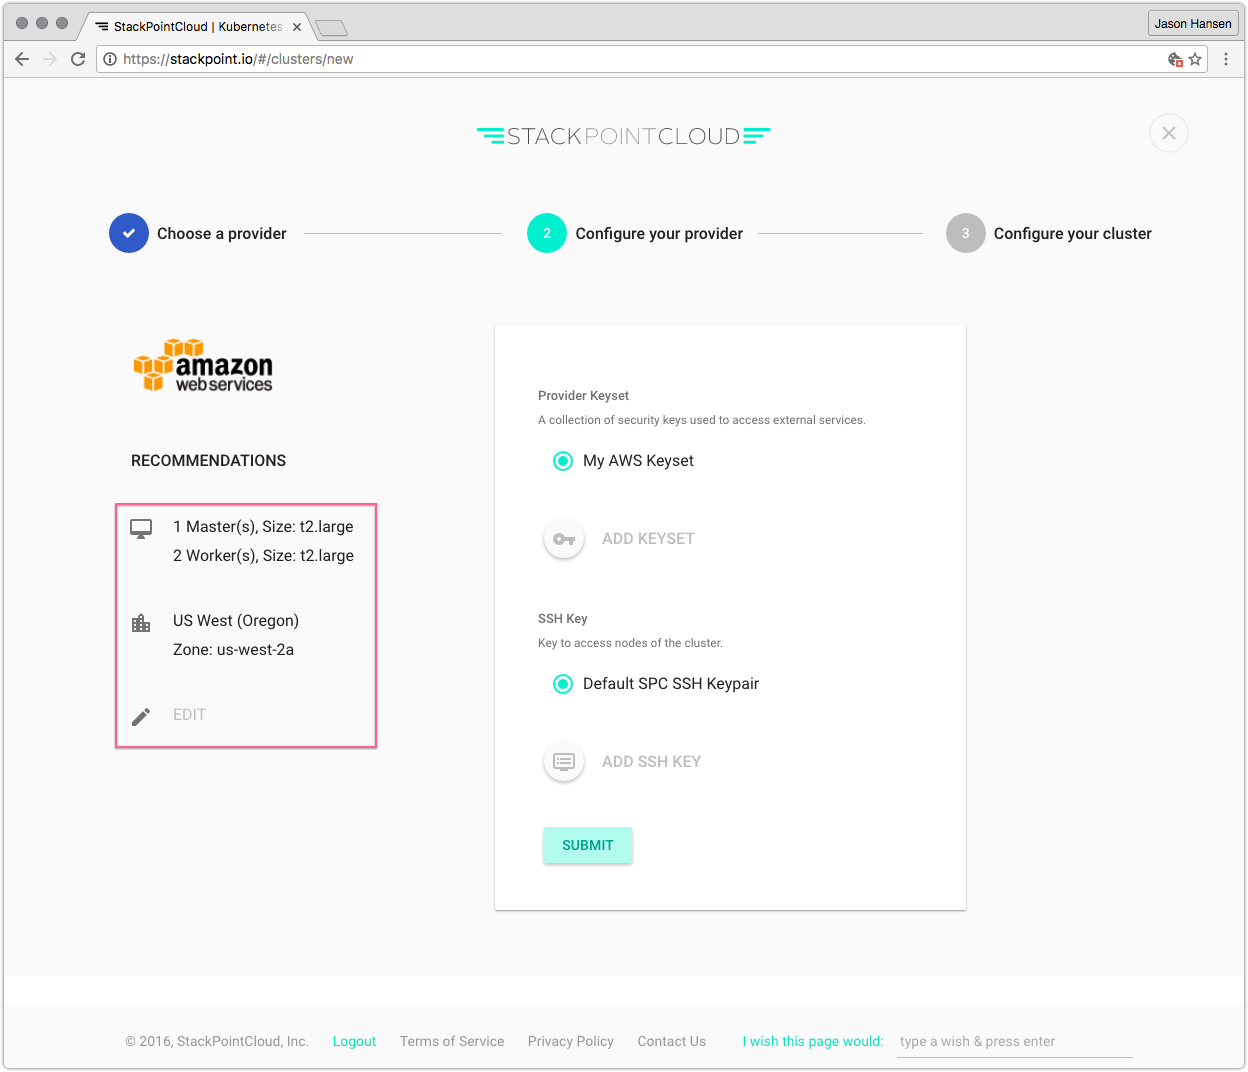 StackPointCloud | Kubernetes
Jason Hansen
https://stackpoint.io/#/clusters/new
STACKPOINTCLOUD
Choose a provider
2 Configure your provider
3 Configure your cluster
amazon
web services
RECOMMENDATIONS
1 Master(s), Size: t2.large
2 Worker(s), Size: t2.large
US West (Oregon)
Zone: us-west-2a
EDIT
Provider Keyset
A collection of security keys used to access external services.
My AWS Keyset
ADD KEYSET
SSH Key
Key to access nodes of the cluster.
Default SPC SSH Keypair
ADD SSH KEY
SUBMIT
© 2016, StackPointCloud, Inc. Logout Terms of Service Privacy Policy Contact Us I wish this page would: type a wish & press enter